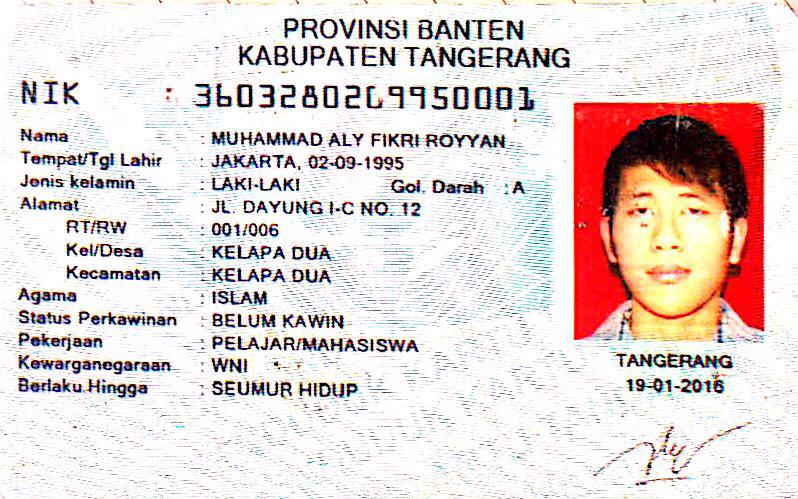 PROVINSI BANTEN
KABUPATEN TANGERANG
NIK : 3603280209950001
Nama : MUHAMMAD ALY FIKRI ROYYAN
Tempat/Tgl Lahir : JAKARTA, 02-09-1995
Jenis kelamin : LAKI-LAKI Gol. Darah : A
Alamat : JL. DAYUNG I-C NO. 12
RT/RW : 001/006
Kel/Desa : KELAPA DUA
Kecamatan : KELAPA DUA
Agama : ISLAM
Status Perkawinan : BELUM KAWIN
Pekerjaan : PELAJAR/MAHASISWA
Kewarganegaraan : WNI
Berlaku Hingga : SEUMUR HIDUP
TANGERANG
19-01-2016